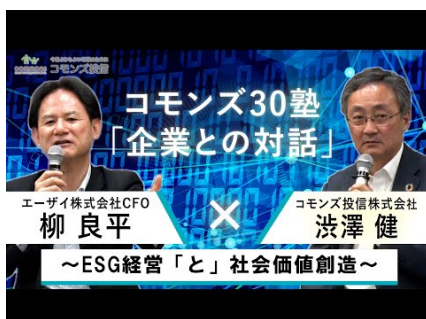 コモンズ投信
コモンズ30塾
「企業との対話」
エーザイ株式会社CFO
柳 良平
×
コモンズ投信株式会社
渋澤 健
～ESG経営「と」社会価値創造～